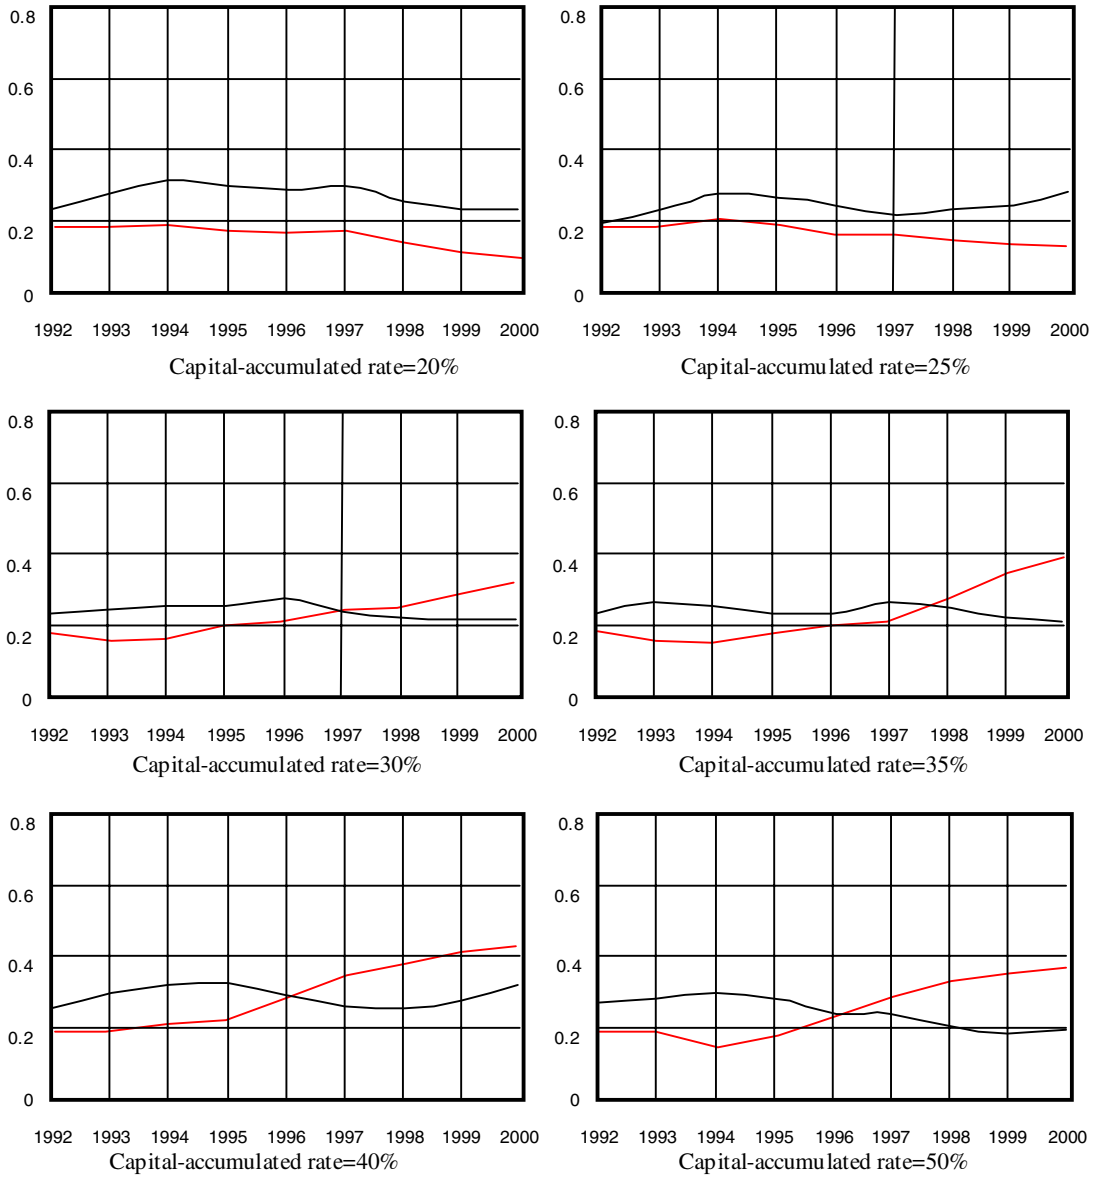 0.8
0.6
0.4
0.2
0
1992 1993 1994 1995 1996 1997 1998 1999 2000
Capital-accumulated rate=20%
0.8
0.6
0.4
0.2
0
1992 1993 1994 1995 1996 1997 1998 1999 2000
Capital-accumulated rate=25%
0.8
0.6
0.4
0.2
0
1992 1993 1994 1995 1996 1997 1998 1999 2000
Capital-accumulated rate=30%
0.8
0.6
0.4
0.2
0
1992 1993 1994 1995 1996 1997 1998 1999 2000
Capital-accumulated rate=35%
0.8
0.6
0.4
0.2
0
1992 1993 1994 1995 1996 1997 1998 1999 2000
Capital-accumulated rate=40%
0.8
0.6
0.4
0.2
0
1992 1993 1994 1995 1996 1997 1998 1999 2000
Capital-accumulated rate=50%